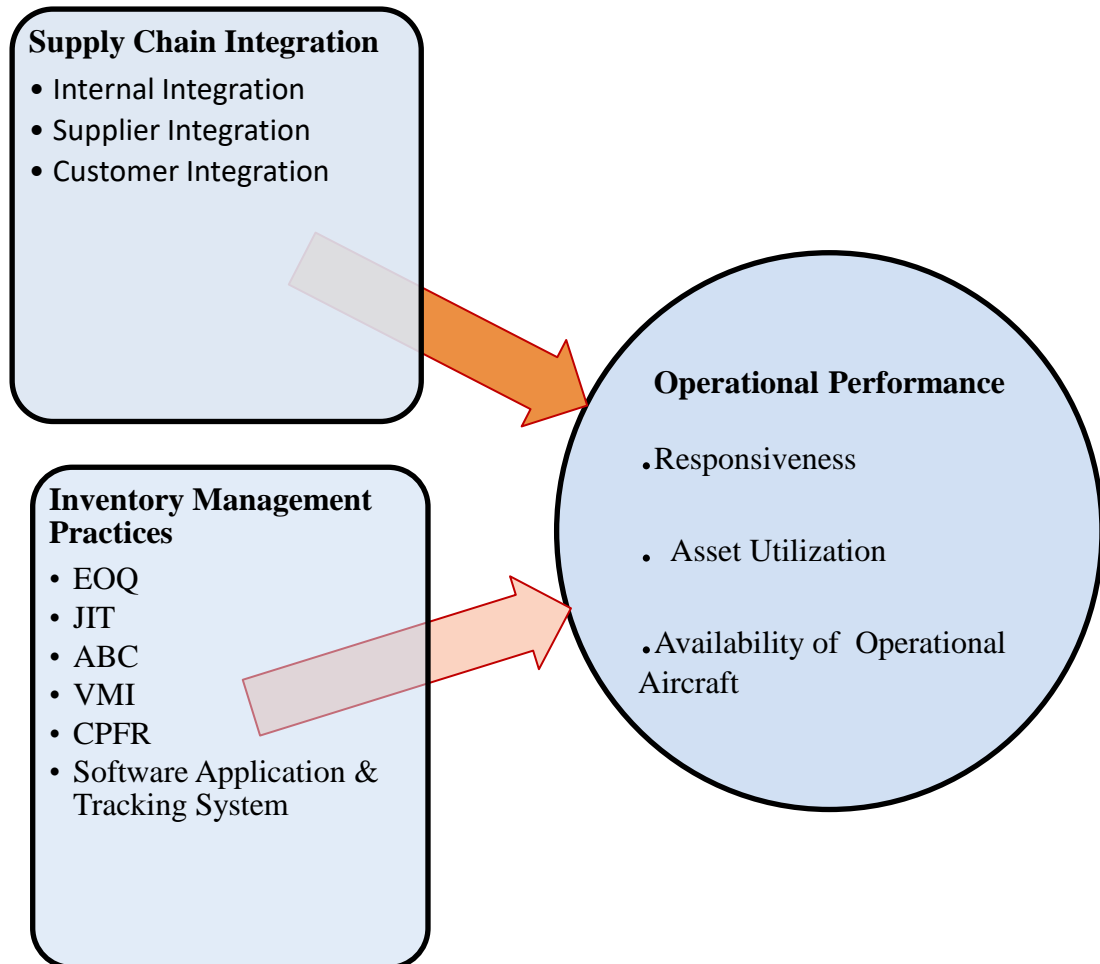 Supply Chain Integration
• Internal Integration
• Supplier Integration
• Customer Integration
Inventory Management
Practices
• EOQ
• JIT
• ABC
• VMI
• CPFR
• Software Application &
Tracking System
Operational Performance
.Responsiveness
. Asset Utilization
.Availability of Operational
Aircraft